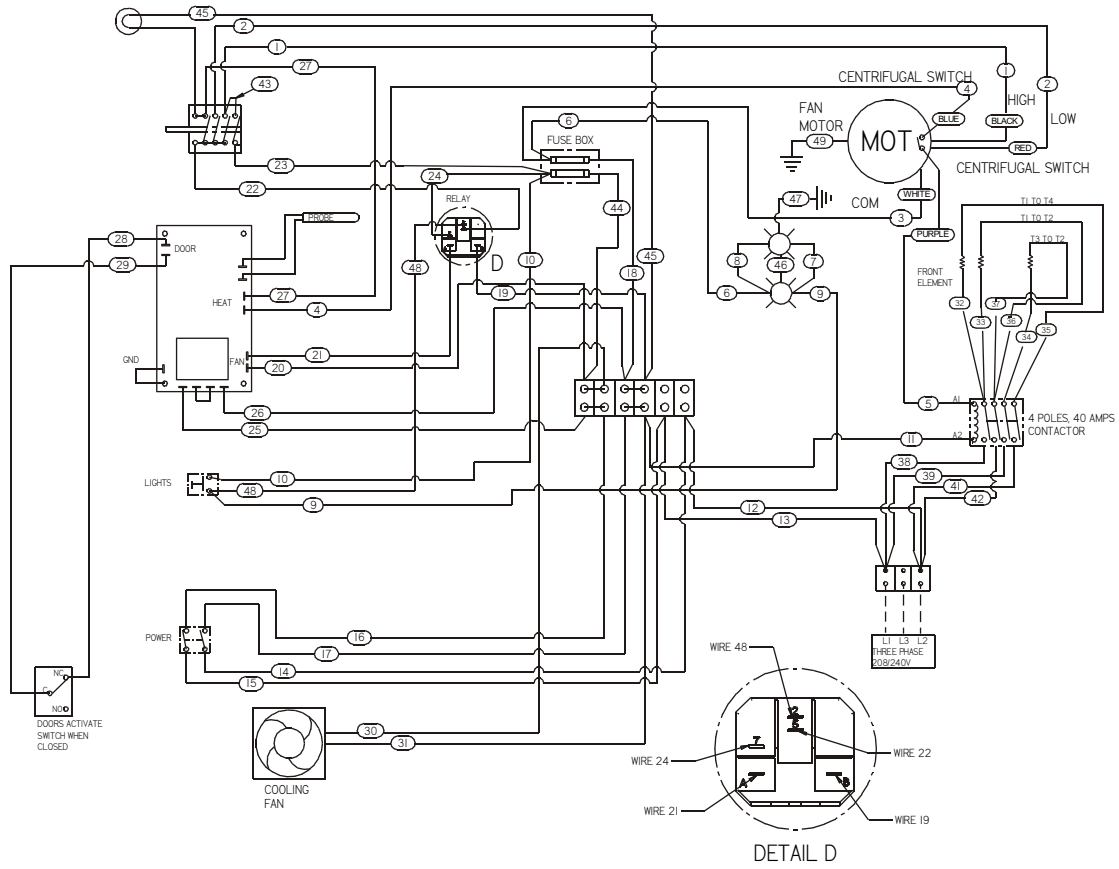 45
2
1
27
43
CENTRIFUGAL SWITCH
4
1
2
HIGH
LOW
FAN
MOTOR
BLUE
BLACK
MOT
49
RED
CENTRIFUGAL SWITCH
6
FUSE BOX
23
24
22
RELAY
44
47
WHITE
COM
3
PURPLE
T1 TO T4
T1 TO T2
T3 TO T2
PROBE
28
DOOR
29
D
48
10
45
18
8
46
7
6
9
FRONT
ELEMENT
HEAT
27
4
19
32
37
33
36
34
35
GND
FAN
21
20
26
25
5
A1
4 POLES, 40 AMPS
CONTACTOR
11
A2
LIGHTS
10
48
9
38
39
41
42
12
13
POWER
16
17
14
15
L1 L3 L2
THREE PHASE
208/240V
NC
C
NO
DOORS ACTIVATE
SWITCH WHEN
CLOSED
30
31
COOLING
FAN
WIRE 48
2
5
7
WIRE 24
WIRE 22
A
B
WIRE 21
WIRE 19
DETAIL D